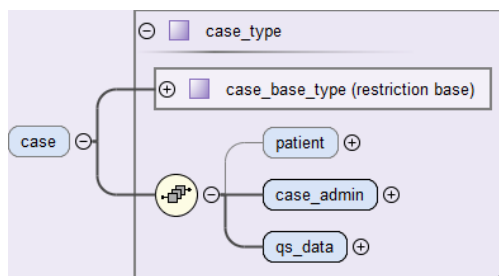 case_type
case_base_type (restriction base)
case
patient
case_admin
qs_data